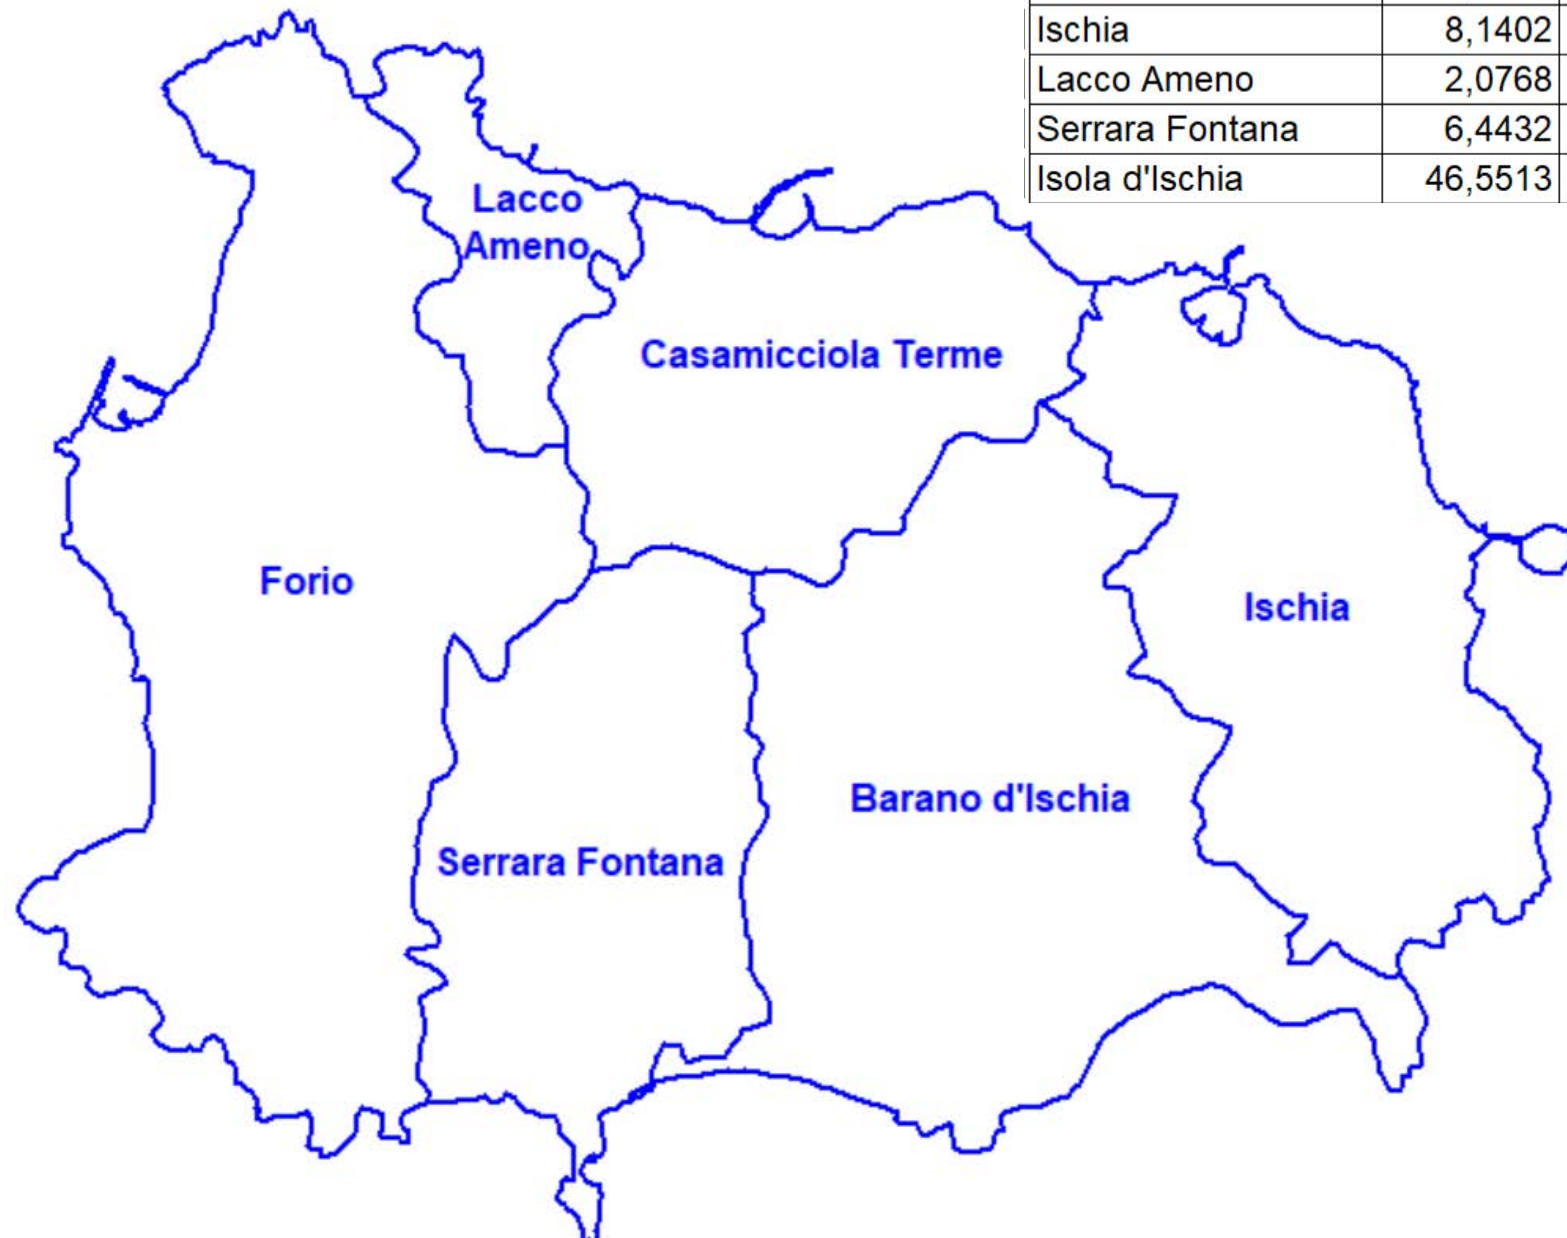 Ischia 8,1402
Lacco Ameno 2,0768
Serrara Fontana 6,4432
Isola d'Ischia 46,5513
Lacco
Ameno
Casamicciola Terme
Forio
Ischia
Barano d'Ischia
Serrara Fontana